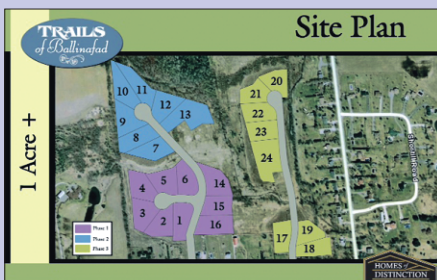 TRAILS
of Ballinafad
Site Plan
1 Acre +
10
11
12
13
9
8
7
20
21
22
23
24
4
5
6
14
3
2
1
15
16
17
19
18
Phase 1
Phase 2
Phase 3
HOMES of
DISTINCTION